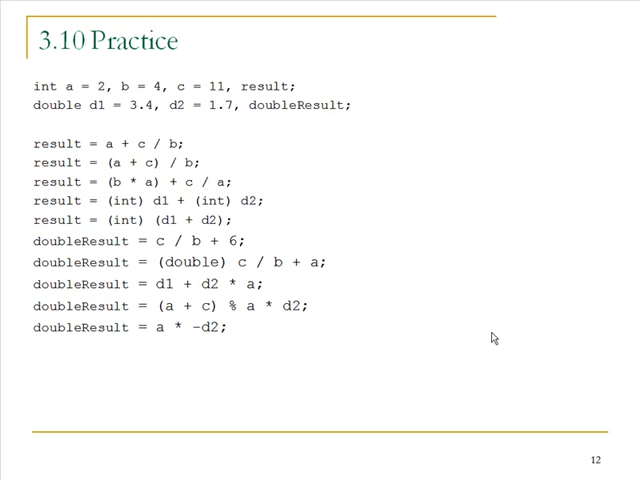 3.10 Practice
int a = 2, b = 4, c = 11, result;
double d1 = 3.4, d2 = 1.7, doubleResult;
result = a + c / b;
result = (a + c) / b;
result = (b * a) + c / a;
result = (int) d1 + (int) d2;
result = (int) (d1 + d2);
doubleResult = c / b + 6;
doubleResult = (double) c / b + a;
doubleResult = d1 + d2 * a;
doubleResult = (a + c) % a * d2;
doubleResult = a * -d2;
12